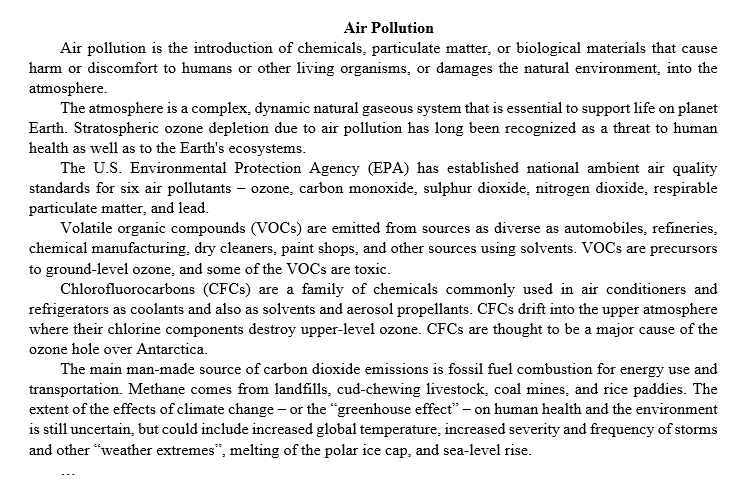 Air Pollution
Air pollution is the introduction of chemicals, particulate matter, or biological materials that cause
harm or discomfort to humans or other living organisms, or damages the natural environment, into the
atmosphere.
The atmosphere is a complex, dynamic natural gaseous system that is essential to support life on planet
Earth. Stratospheric ozone depletion due to air pollution has long been recognized as a threat to human
health as well as to the Earth's ecosystems.
The U.S. Environmental Protection Agency (EPA) has established national ambient air quality
standards for six air pollutants – ozone, carbon monoxide, sulphur dioxide, nitrogen dioxide, respirable
particulate matter, and lead.
Volatile organic compounds (VOCs) are emitted from sources as diverse as automobiles, refineries,
chemical manufacturing, dry cleaners, paint shops, and other sources using solvents. VOCs are precursors
to ground-level ozone, and some of the VOCs are toxic.
Chlorofluorocarbons (CFCs) are a family of chemicals commonly used in air conditioners and
refrigerators as coolants and also as solvents and aerosol propellants. CFCs drift into the upper atmosphere
where their chlorine components destroy upper-level ozone. CFCs are thought to be a major cause of the
ozone hole over Antarctica.
The main man-made source of carbon dioxide emissions is fossil fuel combustion for energy use and
transportation. Methane comes from landfills, cud-chewing livestock, coal mines, and rice paddies. The
extent of the effects of climate change – or the “greenhouse effect” – on human health and the environment
is still uncertain, but could include increased global temperature, increased severity and frequency of storms
and other “weather extremes”, melting of the polar ice cap, and sea-level rise.
...